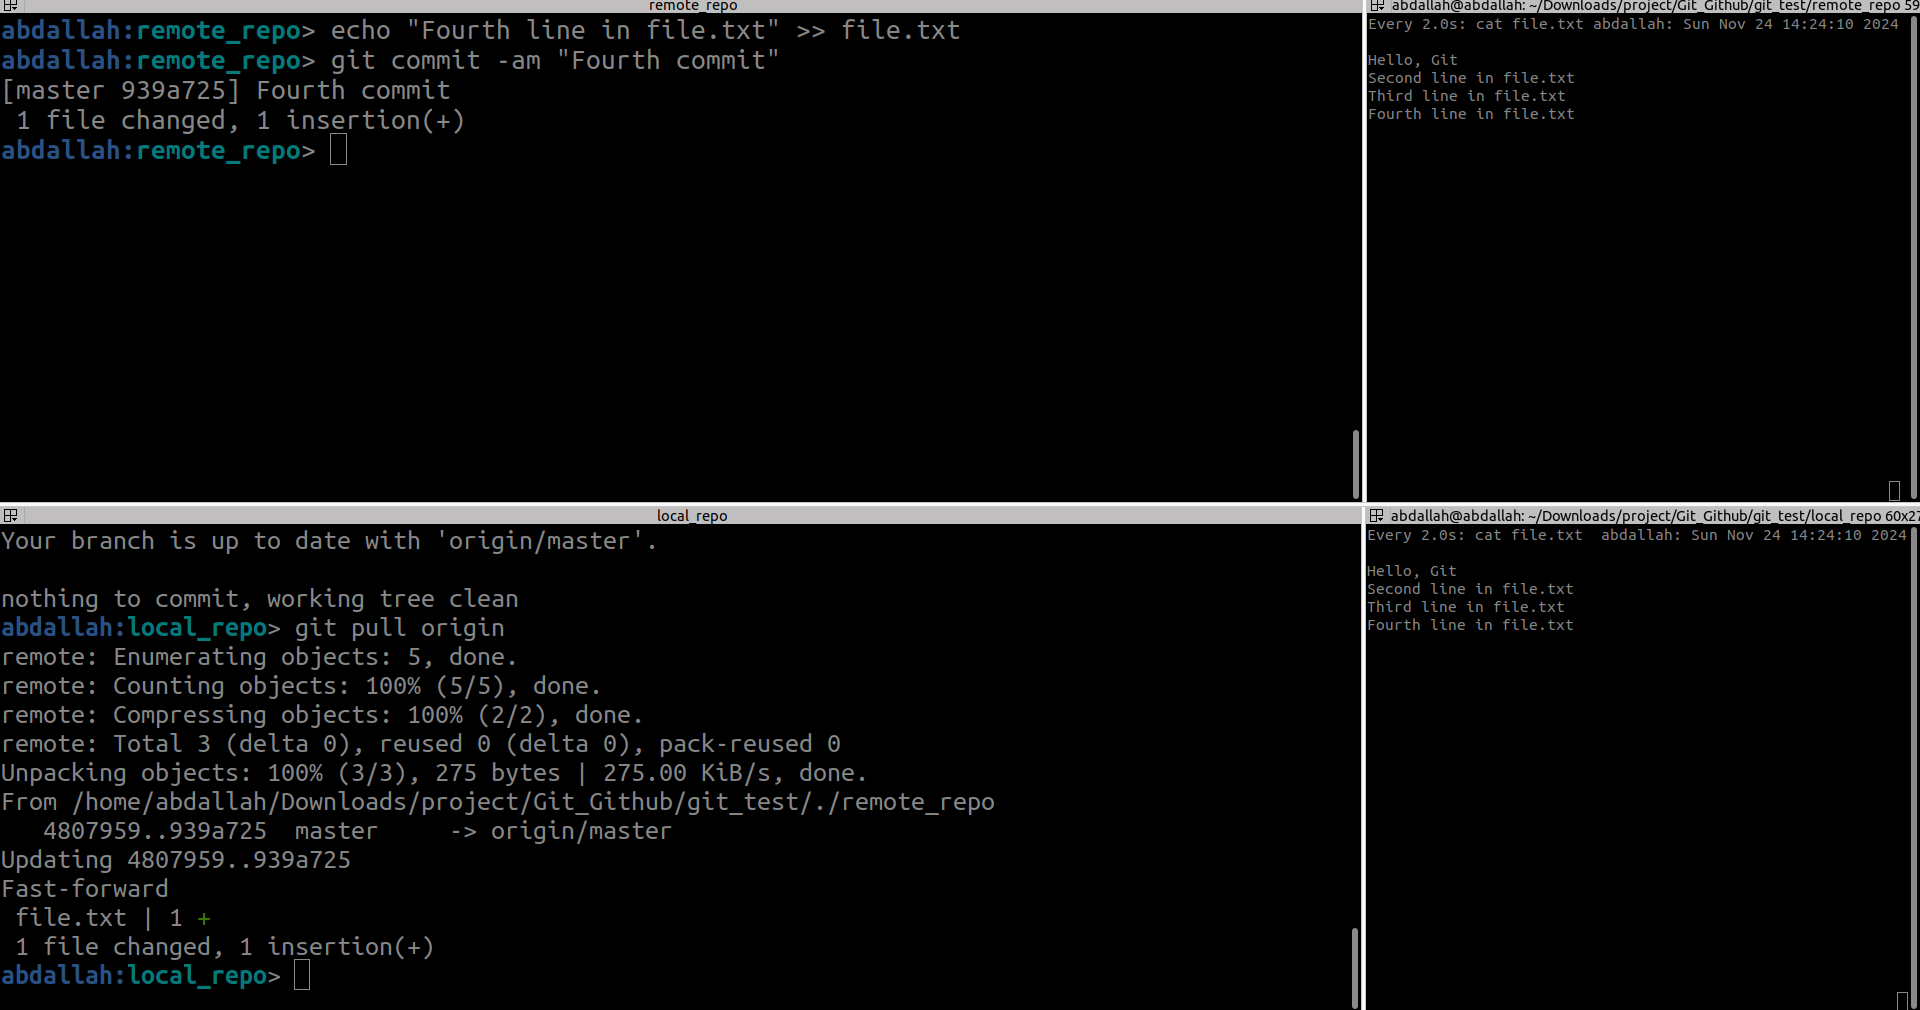 remote_repo
abdallah:remote_repo> echo "Fourth line in file.txt" >> file.txt
abdallah:remote_repo> git commit -am "Fourth commit"
[master 939a725] Fourth commit
 1 file changed, 1 insertion(+)
abdallah:remote_repo>
abdallah@abdallah: ~/Downloads/project/Git_Github/git_test/remote_repo 59
Every 2.0s: cat file.txt abdallah: Sun Nov 24 14:24:10 2024
Hello, Git
Second line in file.txt
Third line in file.txt
Fourth line in file.txt
local_repo
Your branch is up to date with 'origin/master'.
nothing to commit, working tree clean
abdallah:local_repo> git pull origin
remote: Enumerating objects: 5, done.
remote: Counting objects: 100% (5/5), done.
remote: Compressing objects: 100% (2/2), done.
remote: Total 3 (delta 0), reused 0 (delta 0), pack-reused 0
Unpacking objects: 100% (3/3), 275 bytes | 275.00 KiB/s, done.
From /home/abdallah/Downloads/project/Git_Github/git_test/./remote_repo
   4807959..939a725  master     -> origin/master
Updating 4807959..939a725
Fast-forward
 file.txt | 1 +
 1 file changed, 1 insertion(+)
abdallah:local_repo>
abdallah@abdallah: ~/Downloads/project/Git_Github/git_test/local_repo 60x27
Every 2.0s: cat file.txt  abdallah: Sun Nov 24 14:24:10 2024
Hello, Git
Second line in file.txt
Third line in file.txt
Fourth line in file.txt